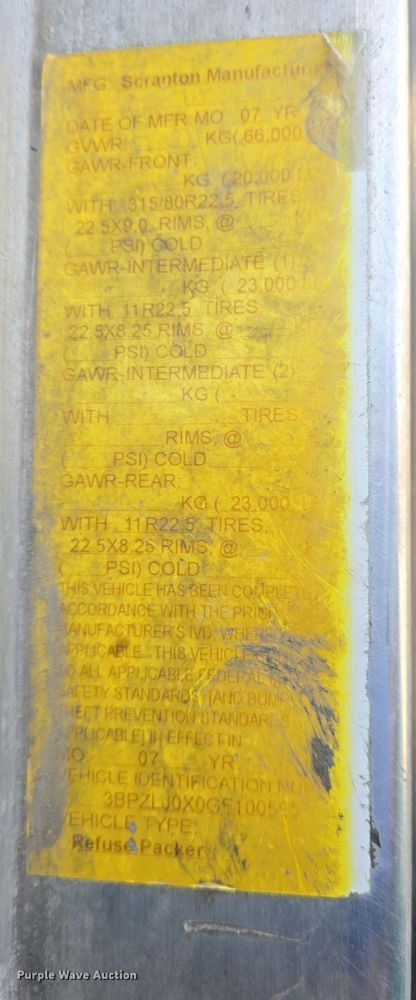 MFG: Scranton Manufacturing
DATE OF MFR MO. 07 YR
GVWR: KG( 66,000
GAWR-FRONT:
KG ( 20,000 L
WITH 315/80R22.5 TIRES
22.5X9.0 RIMS, @
( PSI) COLD
GAWR-INTERMEDIATE (1)
KG ( 23,000
WITH 11R22.5 TIRES,
22.5X8.25 RIMS, @
( PSI) COLD
GAWR-INTERMEDIATE (2)
KG (
WITH TIRES
RIMS, @
( PSI) COLD
GAWR-REAR:
KG ( 23,000
WITH 11R22.5 TIRES,
22.5X8.25 RIMS, @
( PSI) COLD
THIS VEHICLE HAS BEEN COMPLETE
ACCORDANCE WITH THE PRIOR
MANUFACTURER'S IVD, WHERE
APPLICABLE. THIS VEHICLE
TO ALL APPLICABLE FEDERAL
SAFETY STANDARDS, [AND BUMP
THEFT PREVENTION STANDARDS
APPLICABLE] IN EFFECT IN
MO. 07 YR
VEHICLE IDENTIFICATION NUM
VEHICLE TYPE:
Refuse Packer
Purple Wave Auction